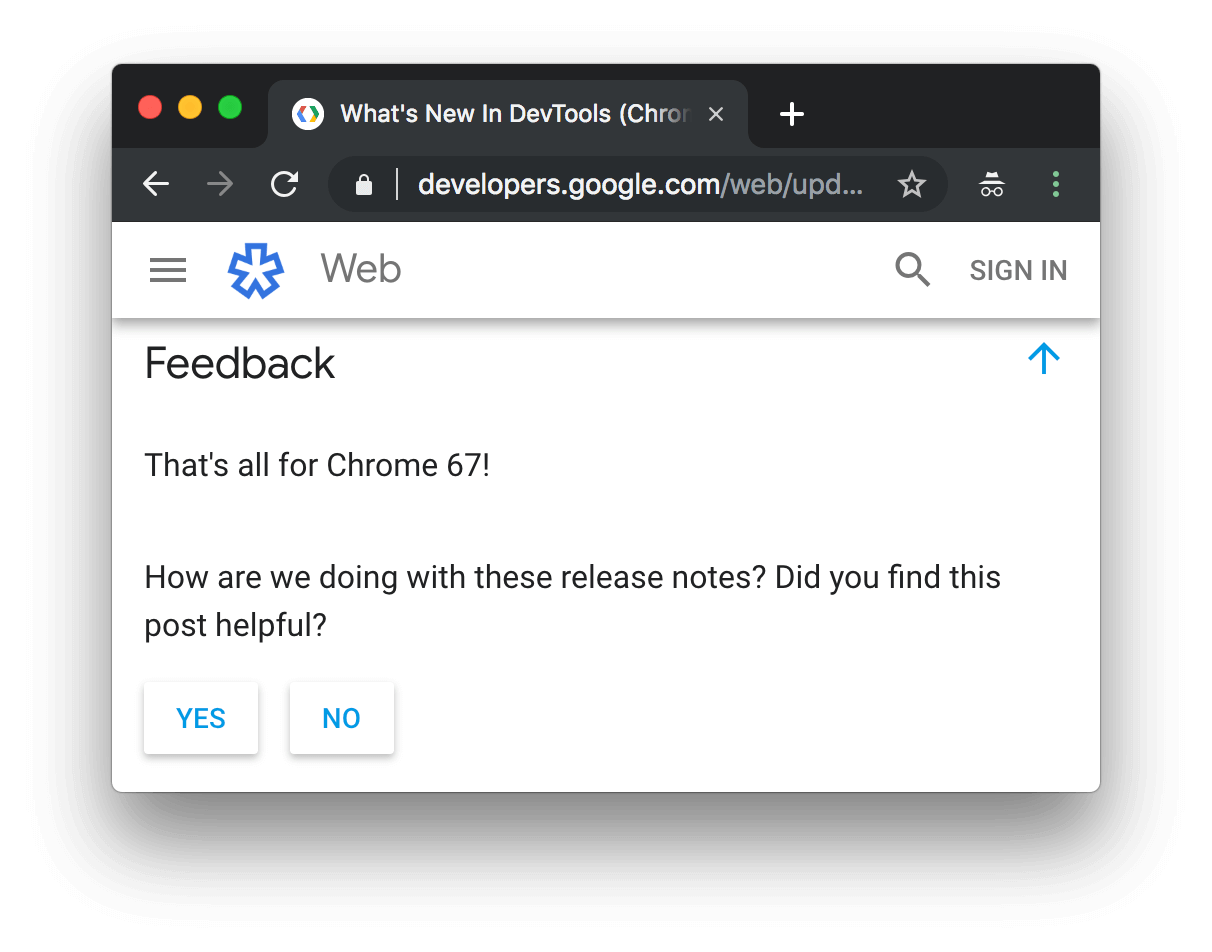 What's New In DevTools (Chrom
developers.google.com/web/upd...
Web
SIGN IN
Feedback
That's all for Chrome 67!
How are we doing with these release notes? Did you find this
post helpful?
YES
NO